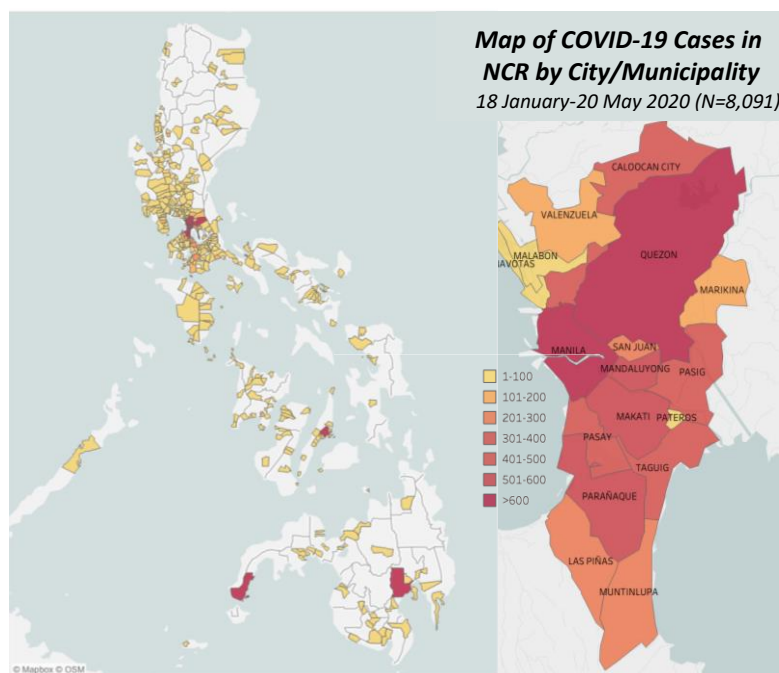 Map of COVID-19 Cases in
NCR by City/Municipality
18 January-20 May 2020 (N=8,091)
CALOOCAN CITY
VALENZUELA
QUEZON
MALABON
NAVOTAS
MARIKINA
MANILA
SAN JUAN
MANDALUYONG
PASIG
1-100
101-200
201-300
301-400
401-500
501-600
>600
MAKATI
PATEROS
PASAY
TAGUIG
PARAÑAQUE
LAS PIÑAS
MUNTINLUPA
© Mapbox © OSM